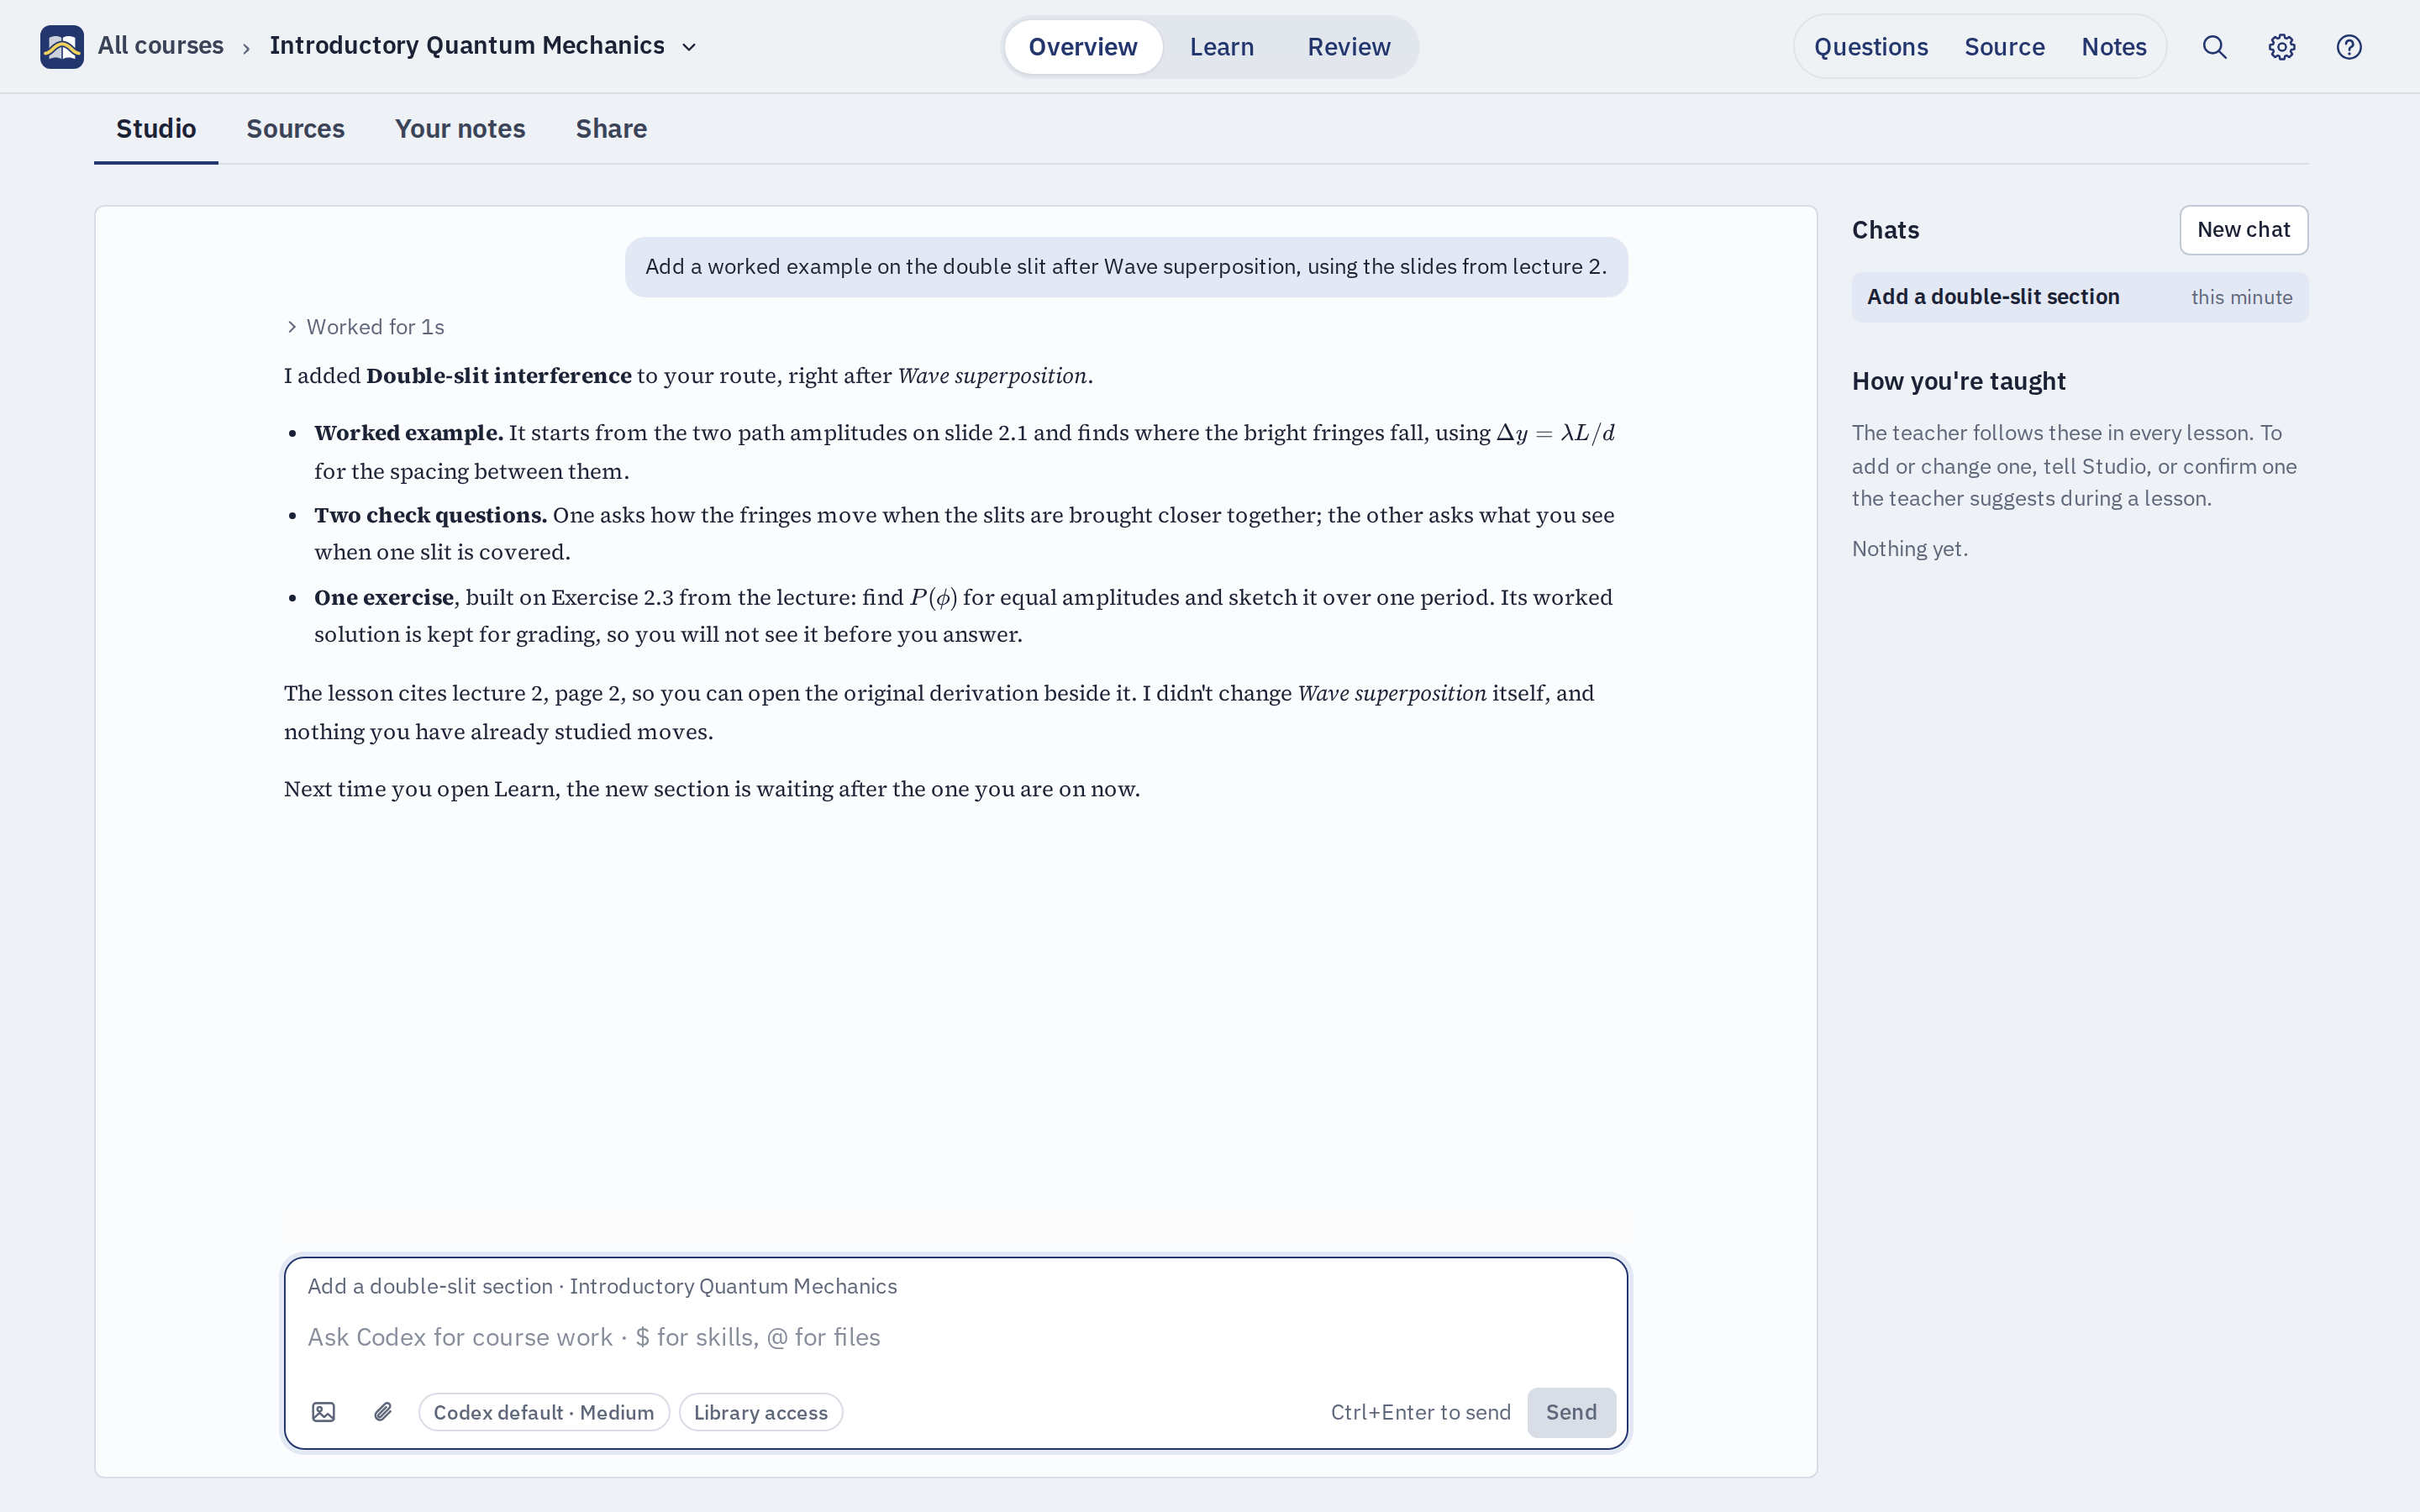 All courses › Introductory Quantum Mechanics
Overview Learn Review
Questions Source Notes
Studio Sources Your notes Share
Add a worked example on the double slit after Wave superposition, using the slides from lecture 2.
Worked for 1s
I added Double-slit interference to your route, right after Wave superposition.
• Worked example. It starts from the two path amplitudes on slide 2.1 and finds where the bright fringes fall, using Δy = λL/d
for the spacing between them.
• Two check questions. One asks how the fringes move when the slits are brought closer together; the other asks what you see
when one slit is covered.
• One exercise, built on Exercise 2.3 from the lecture: find P(ϕ) for equal amplitudes and sketch it over one period. Its worked
solution is kept for grading, so you will not see it before you answer.
The lesson cites lecture 2, page 2, so you can open the original derivation beside it. I didn't change Wave superposition itself, and
nothing you have already studied moves.
Next time you open Learn, the new section is waiting after the one you are on now.
Add a double-slit section · Introductory Quantum Mechanics
Ask Codex for course work · $ for skills, @ for files
Codex default · Medium Library access Ctrl+Enter to send Send
Chats New chat
Add a double-slit section this minute
How you're taught
The teacher follows these in every lesson. To
add or change one, tell Studio, or confirm one
the teacher suggests during a lesson.
Nothing yet.